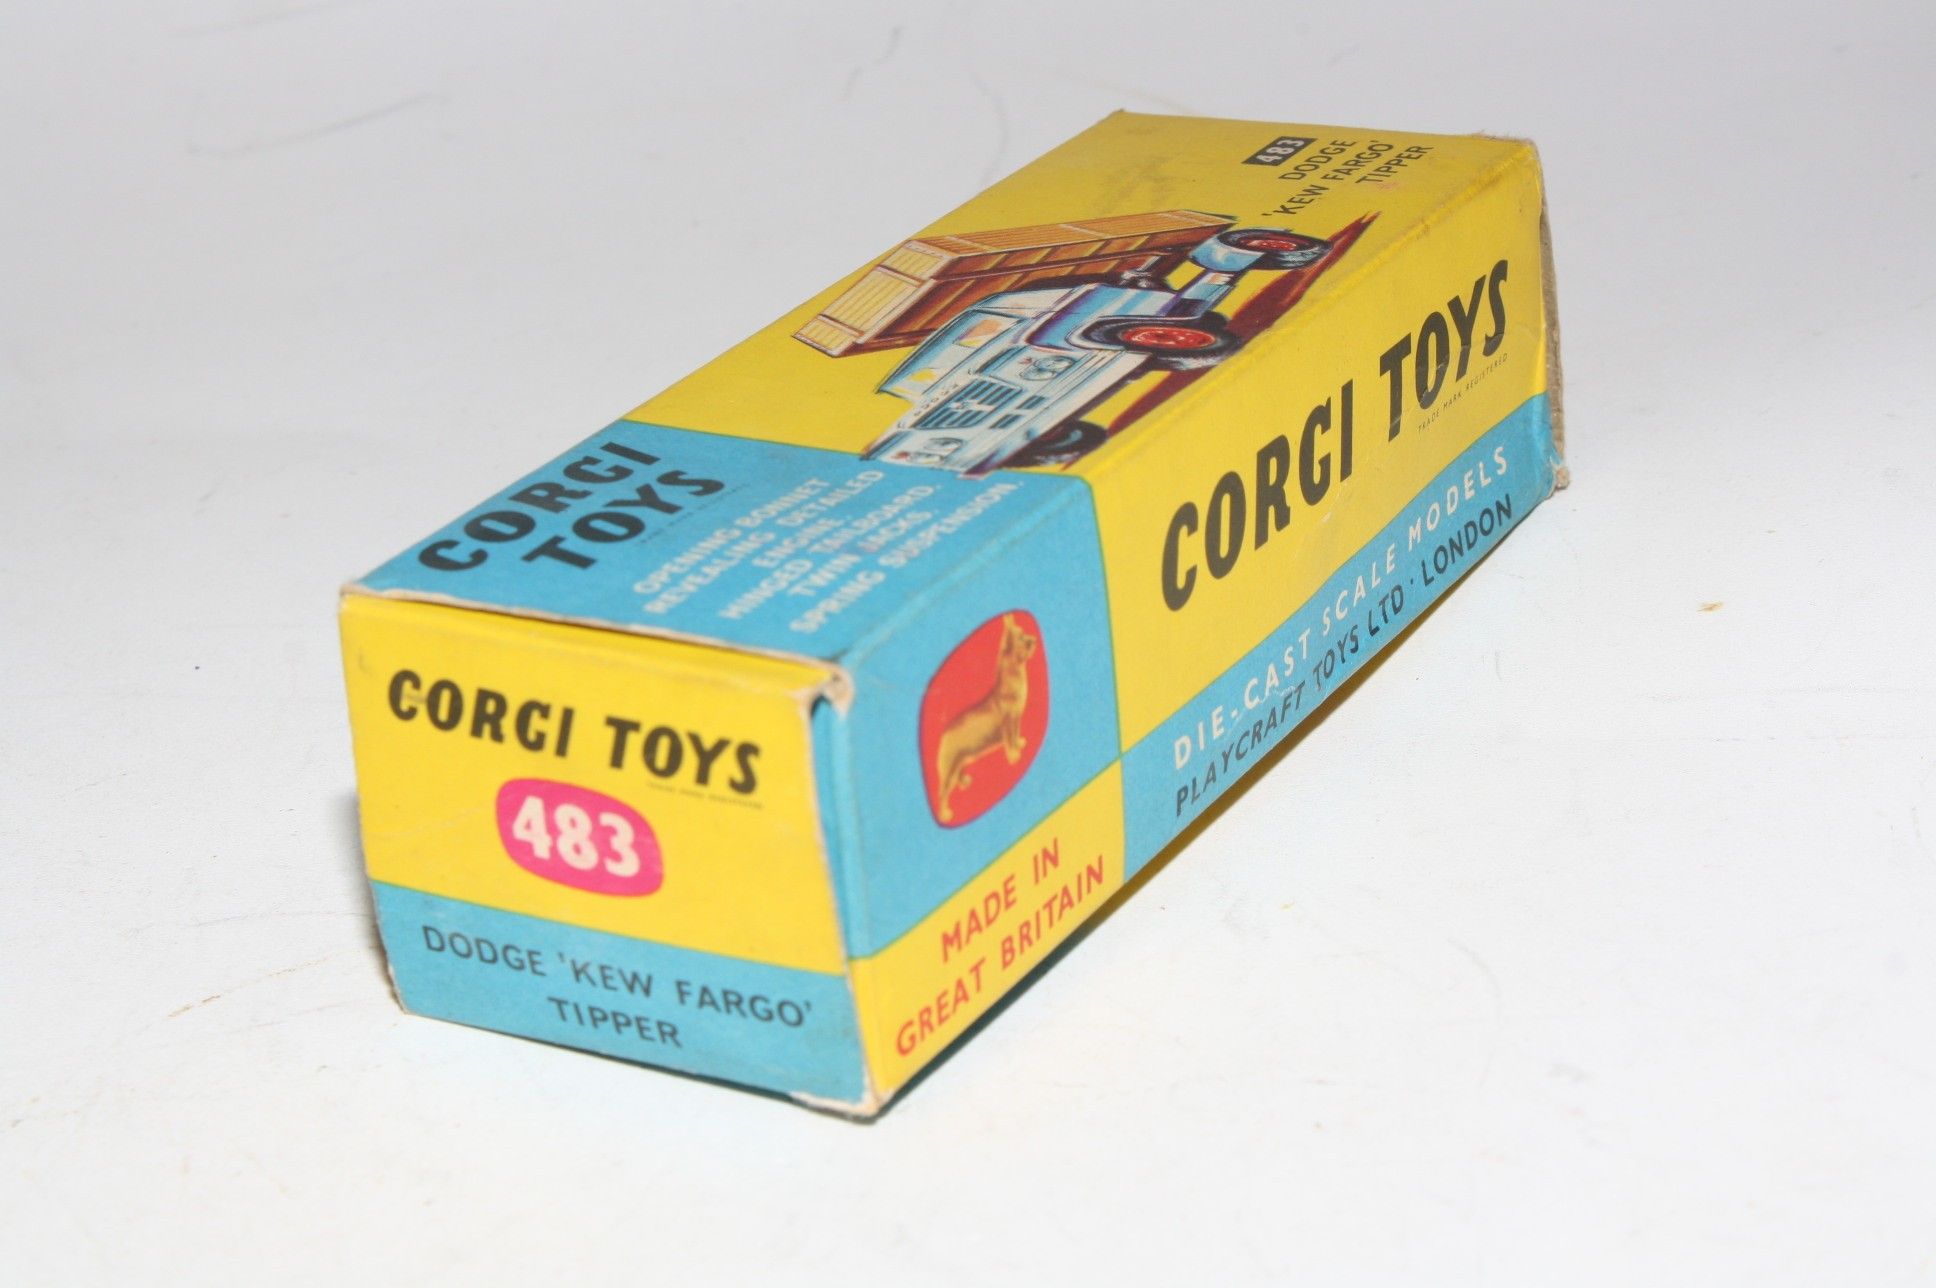 483
DODGE
'KEW FARGO'
TIPPER
CORGI
TOYS
OPENING BONNET
REVEALING DETAILED
ENGINE
HINGED TAILBOARD.
TWIN JACKS.
SPRING SUSPENSION.
CORGI TOYS
TRADE MARK REGISTERED
DIE-CAST SCALE MODELS
PLAYCRAFT TOYS LTD · LONDON
MADE IN
GREAT BRITAIN
CORGI TOYS
483
DODGE 'KEW FARGO'
TIPPER